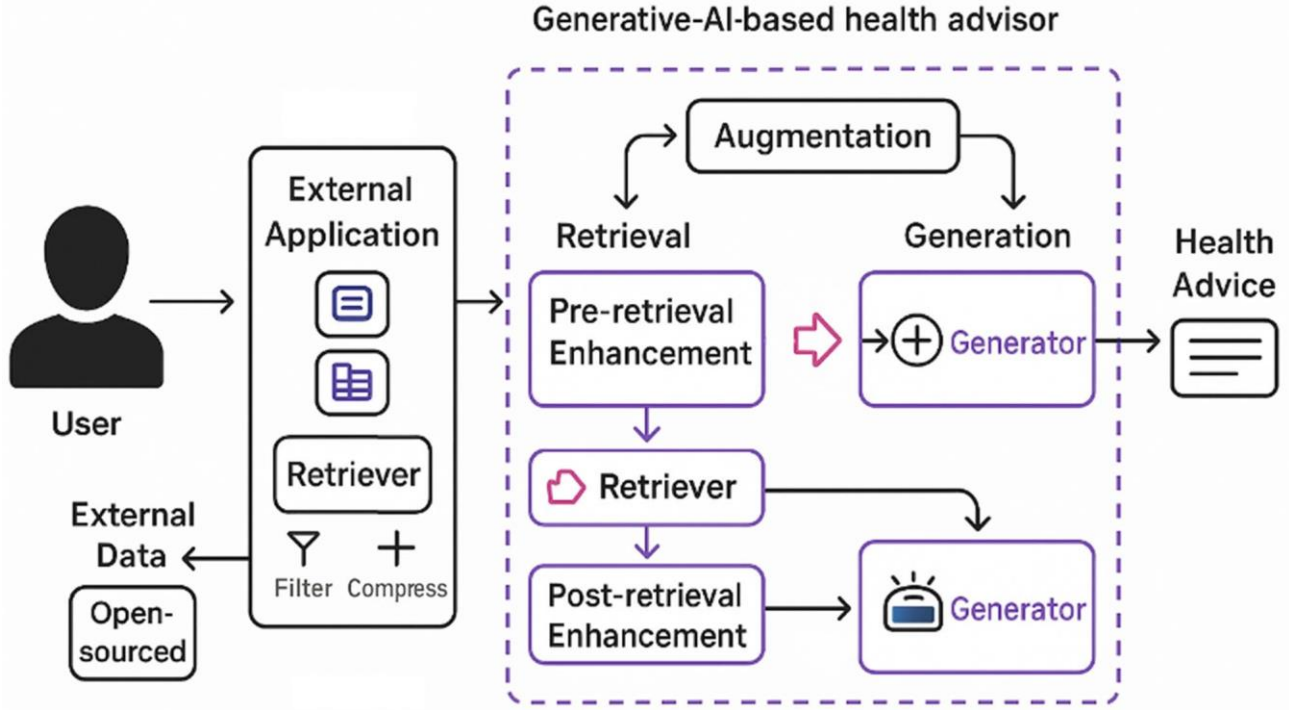 Generative-AI-based health advisor
User
External
Data
Open-
sourced
External
Application
Retriever
Filter
Compress
Augmentation
Retrieval
Pre-retrieval
Enhancement
Retriever
Post-retrieval
Enhancement
Generation
Generator
Generator
Health
Advice